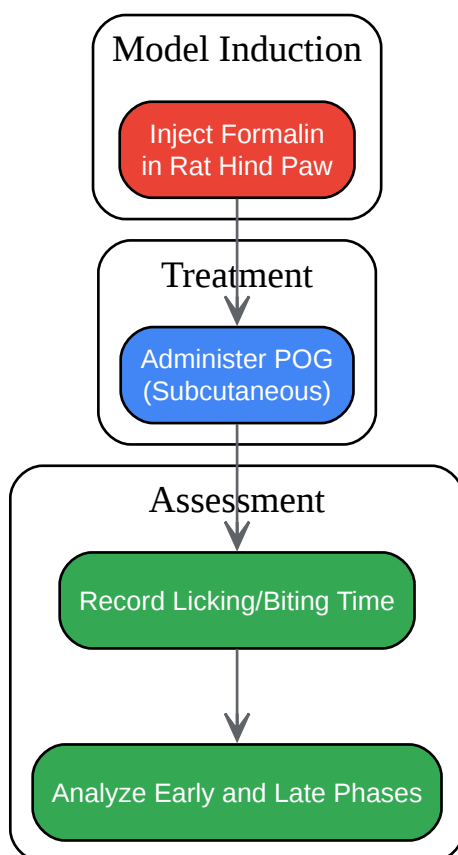 Model Induction
Inject Formalin
in Rat Hind Paw
Treatment
Administer POG
(Subcutaneous)
Assessment
Record Licking/Biting Time
Analyze Early and Late Phases